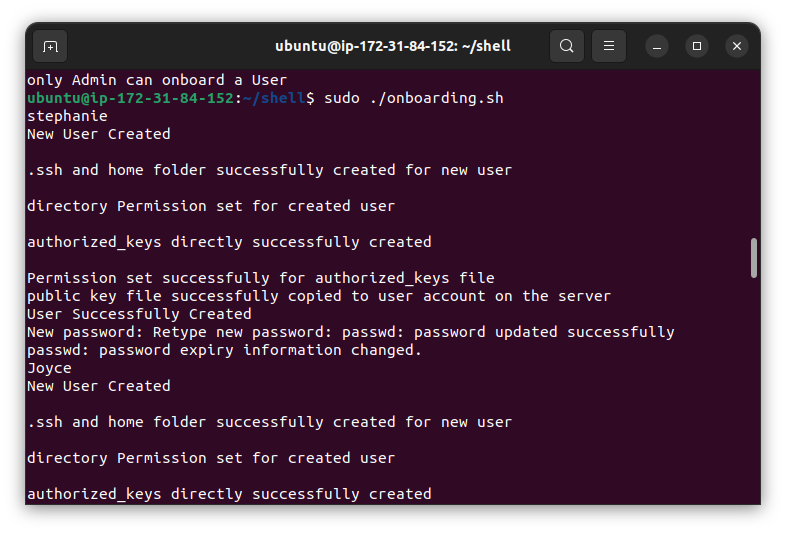 ubuntu@ip-172-31-84-152: ~/shell
only Admin can onboard a User
ubuntu@ip-172-31-84-152:~/shell$ sudo ./onboarding.sh
stephanie
New User Created
.ssh and home folder successfully created for new user
directory Permission set for created user
authorized_keys directly successfully created
Permission set successfully for authorized_keys file
public key file successfully copied to user account on the server
User Successfully Created
New password: Retype new password: passwd: password updated successfully
passwd: password expiry information changed.
Joyce
New User Created
.ssh and home folder successfully created for new user
directory Permission set for created user
authorized_keys directly successfully created